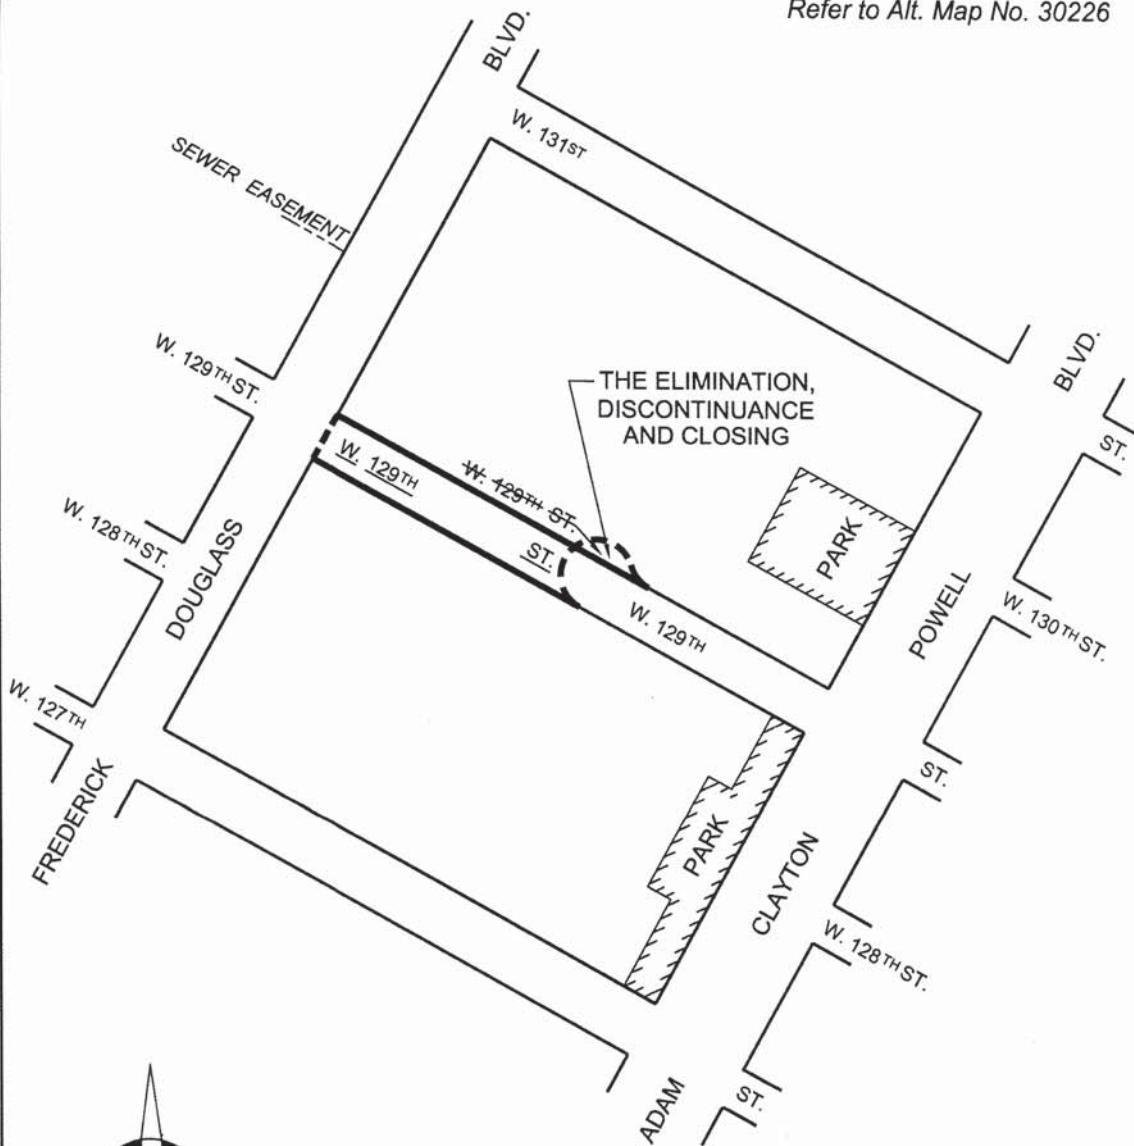 Refer to Alt. Map No. 30226
BLVD.
W. 131ST
SEWER EASEMENT
W. 129TH ST.
THE ELIMINATION,
DISCONTINUANCE
AND CLOSING
BLVD.
ST.
W. 129TH
W. 129TH ST.
ST.
W. 128TH ST.
DOUGLASS
PARK
W. 129TH
POWELL
W. 130TH ST.
W. 127TH
FREDERICK
ST.
PARK
CLAYTON
W. 128TH ST.
ADAM
ST.